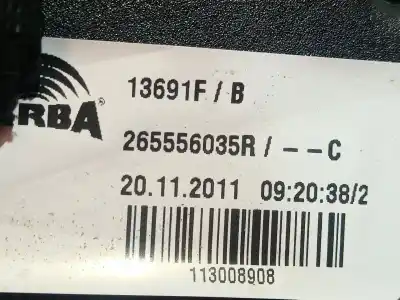 13691F / B
RBA®
265556035R / – – C
20.11.2011 09:20:38/2
113008908